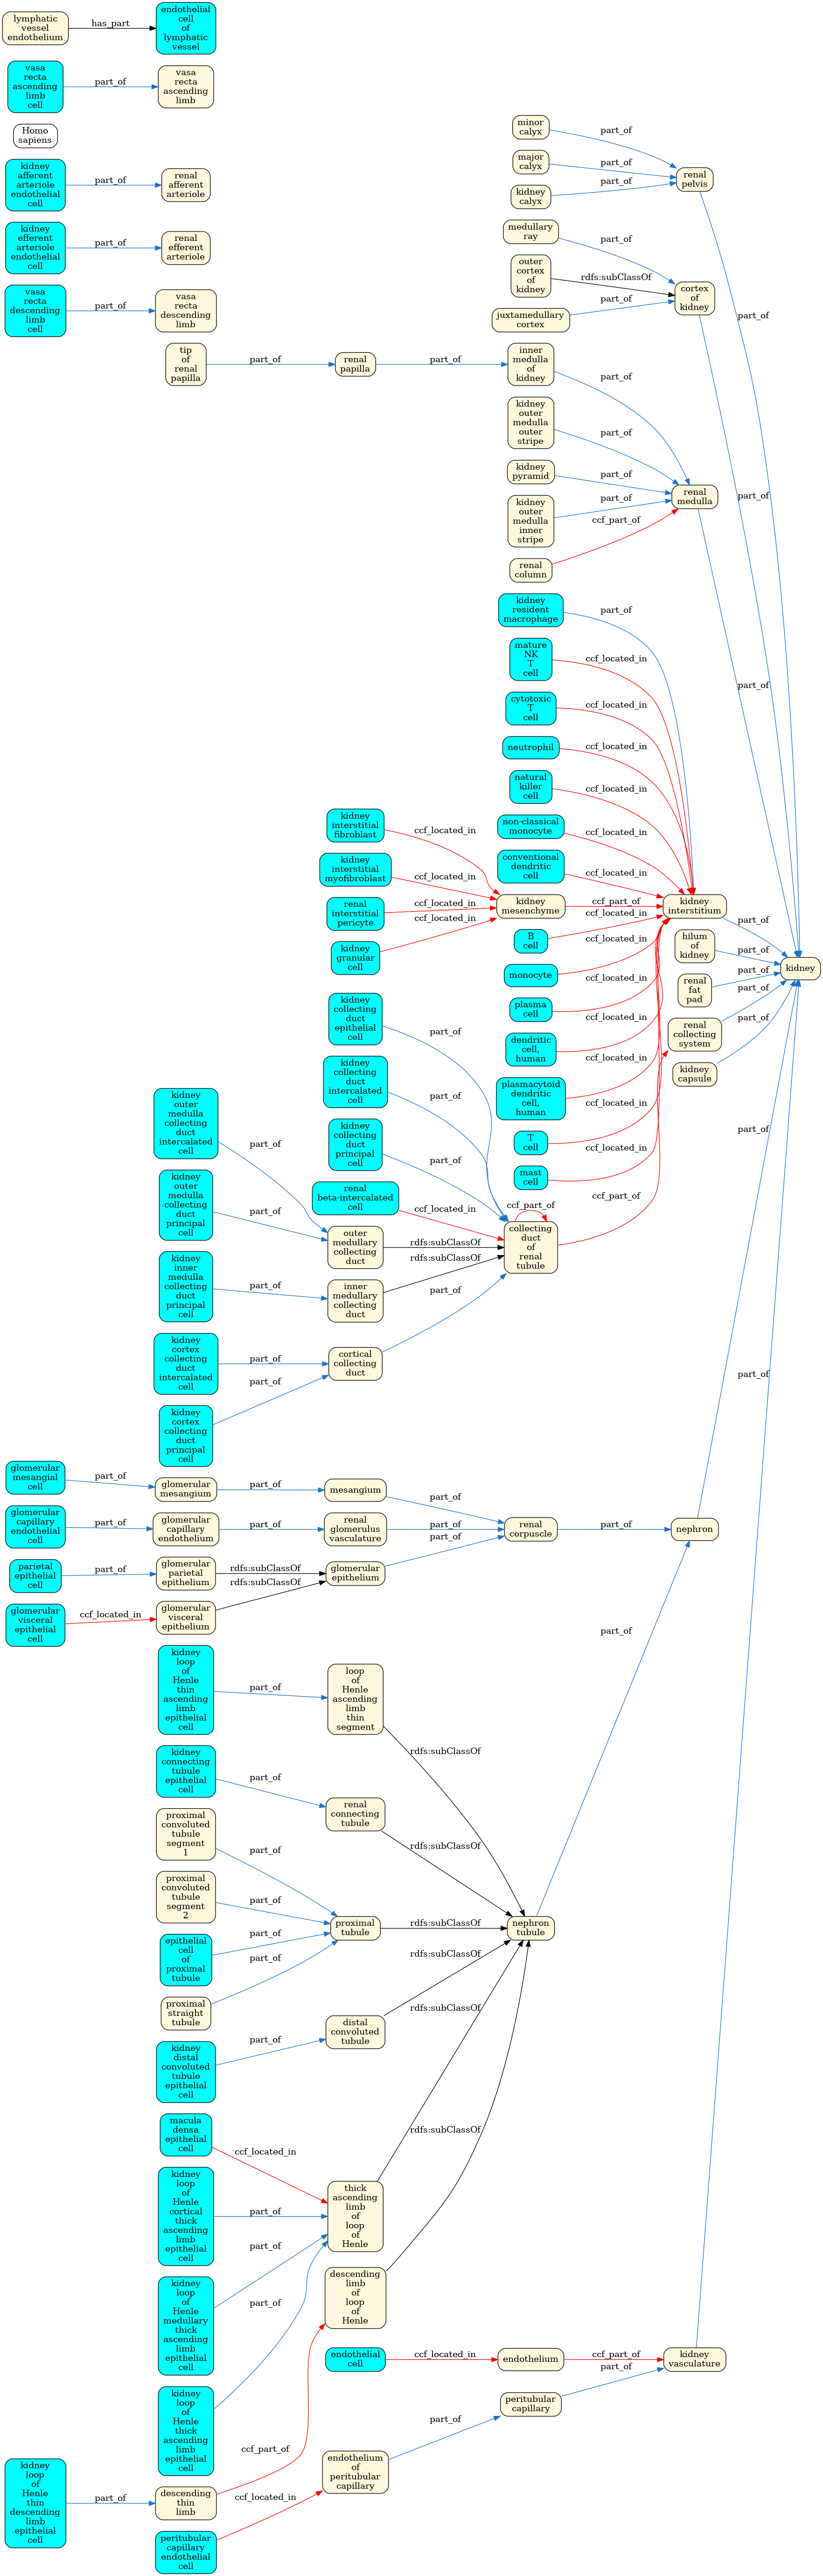 lymphatic
vessel
endothelium
has_part
endothelial
cell
of
lymphatic
vessel
vasa
recta
ascending
limb
cell
part_of
vasa
recta
ascending
limb
Homo
sapiens
kidney
afferent
arteriole
endothelial
cell
part_of
renal
afferent
arteriole
kidney
efferent
arteriole
endothelial
cell
part_of
renal
efferent
arteriole
vasa
recta
descending
limb
cell
part_of
vasa
recta
descending
limb
minor
calyx
part_of
major
calyx
part_of
kidney
calyx
part_of
renal
pelvis
part_of
medullary
ray
part_of
outer
cortex
of
kidney
rdfs:subClassOf
juxtamedullary
cortex
part_of
cortex
of
kidney
part_of
tip
of
renal
papilla
part_of
renal
papilla
part_of
inner
medulla
of
kidney
part_of
kidney
outer
medulla
outer
stripe
part_of
kidney
pyramid
part_of
kidney
outer
medulla
inner
stripe
part_of
renal
column
ccf_part_of
renal
medulla
part_of
kidney
resident
macrophage
part_of
mature
NK
T
cell
ccf_located_in
cytotoxic
T
cell
ccf_located_in
neutrophil
ccf_located_in
natural
killer
cell
ccf_located_in
non-classical
monocyte
ccf_located_in
conventional
dendritic
cell
ccf_located_in
kidney
interstitial
fibroblast
ccf_located_in
kidney
interstitial
myofibroblast
ccf_located_in
renal
interstitial
pericyte
ccf_located_in
kidney
granular
cell
ccf_located_in
kidney
mesenchyme
ccf_part_of
B
cell
ccf_located_in
monocyte
ccf_located_in
plasma
cell
ccf_located_in
dendritic
cell,
human
ccf_located_in
plasmacytoid
dendritic
cell,
human
ccf_located_in
T
cell
ccf_located_in
mast
cell
ccf_located_in
kidney
interstitium
part_of
hilum
of
kidney
part_of
renal
fat
pad
part_of
renal
collecting
system
part_of
kidney
capsule
part_of
kidney
kidney
collecting
duct
epithelial
cell
part_of
kidney
collecting
duct
intercalated
cell
part_of
kidney
collecting
duct
principal
cell
part_of
renal
beta-intercalated
cell
ccf_located_in
kidney
outer
medulla
collecting
duct
intercalated
cell
part_of
kidney
outer
medulla
collecting
duct
principal
cell
part_of
outer
medullary
collecting
duct
rdfs:subClassOf
kidney
inner
medulla
collecting
duct
principal
cell
part_of
inner
medullary
collecting
duct
rdfs:subClassOf
kidney
cortex
collecting
duct
intercalated
cell
part_of
kidney
cortex
collecting
duct
principal
cell
part_of
cortical
collecting
duct
part_of
ccf_part_of
collecting
duct
of
renal
tubule
ccf_part_of
glomerular
mesangial
cell
part_of
glomerular
mesangium
part_of
mesangium
part_of
glomerular
capillary
endothelial
cell
part_of
glomerular
capillary
endothelium
part_of
renal
glomerulus
vasculature
part_of
parietal
epithelial
cell
part_of
glomerular
parietal
epithelium
rdfs:subClassOf
glomerular
visceral
epithelial
cell
ccf_located_in
glomerular
visceral
epithelium
rdfs:subClassOf
glomerular
epithelium
part_of
renal
corpuscle
part_of
nephron
part_of
kidney
loop
of
Henle
thin
ascending
limb
epithelial
cell
part_of
loop
of
Henle
ascending
limb
thin
segment
rdfs:subClassOf
kidney
connecting
tubule
epithelial
cell
part_of
renal
connecting
tubule
rdfs:subClassOf
proximal
convoluted
tubule
segment
1
part_of
proximal
convoluted
tubule
segment
2
part_of
epithelial
cell
of
proximal
tubule
part_of
proximal
straight
tubule
part_of
proximal
tubule
rdfs:subClassOf
nephron
tubule
part_of
kidney
distal
convoluted
tubule
epithelial
cell
part_of
distal
convoluted
tubule
rdfs:subClassOf
macula
densa
epithelial
cell
ccf_located_in
kidney
loop
of
Henle
cortical
thick
ascending
limb
epithelial
cell
part_of
kidney
loop
of
Henle
medullary
thick
ascending
limb
epithelial
cell
part_of
kidney
loop
of
Henle
thick
ascending
limb
epithelial
cell
part_of
thick
ascending
limb
of
loop
of
Henle
rdfs:subClassOf
descending
limb
of
loop
of
Henle
rdfs:subClassOf
kidney
loop
of
Henle
thin
descending
limb
epithelial
cell
part_of
descending
thin
limb
ccf_part_of
endothelial
cell
ccf_located_in
endothelium
ccf_part_of
peritubular
capillary
endothelial
cell
ccf_located_in
endothelium
of
peritubular
capillary
part_of
peritubular
capillary
part_of
kidney
vasculature
part_of